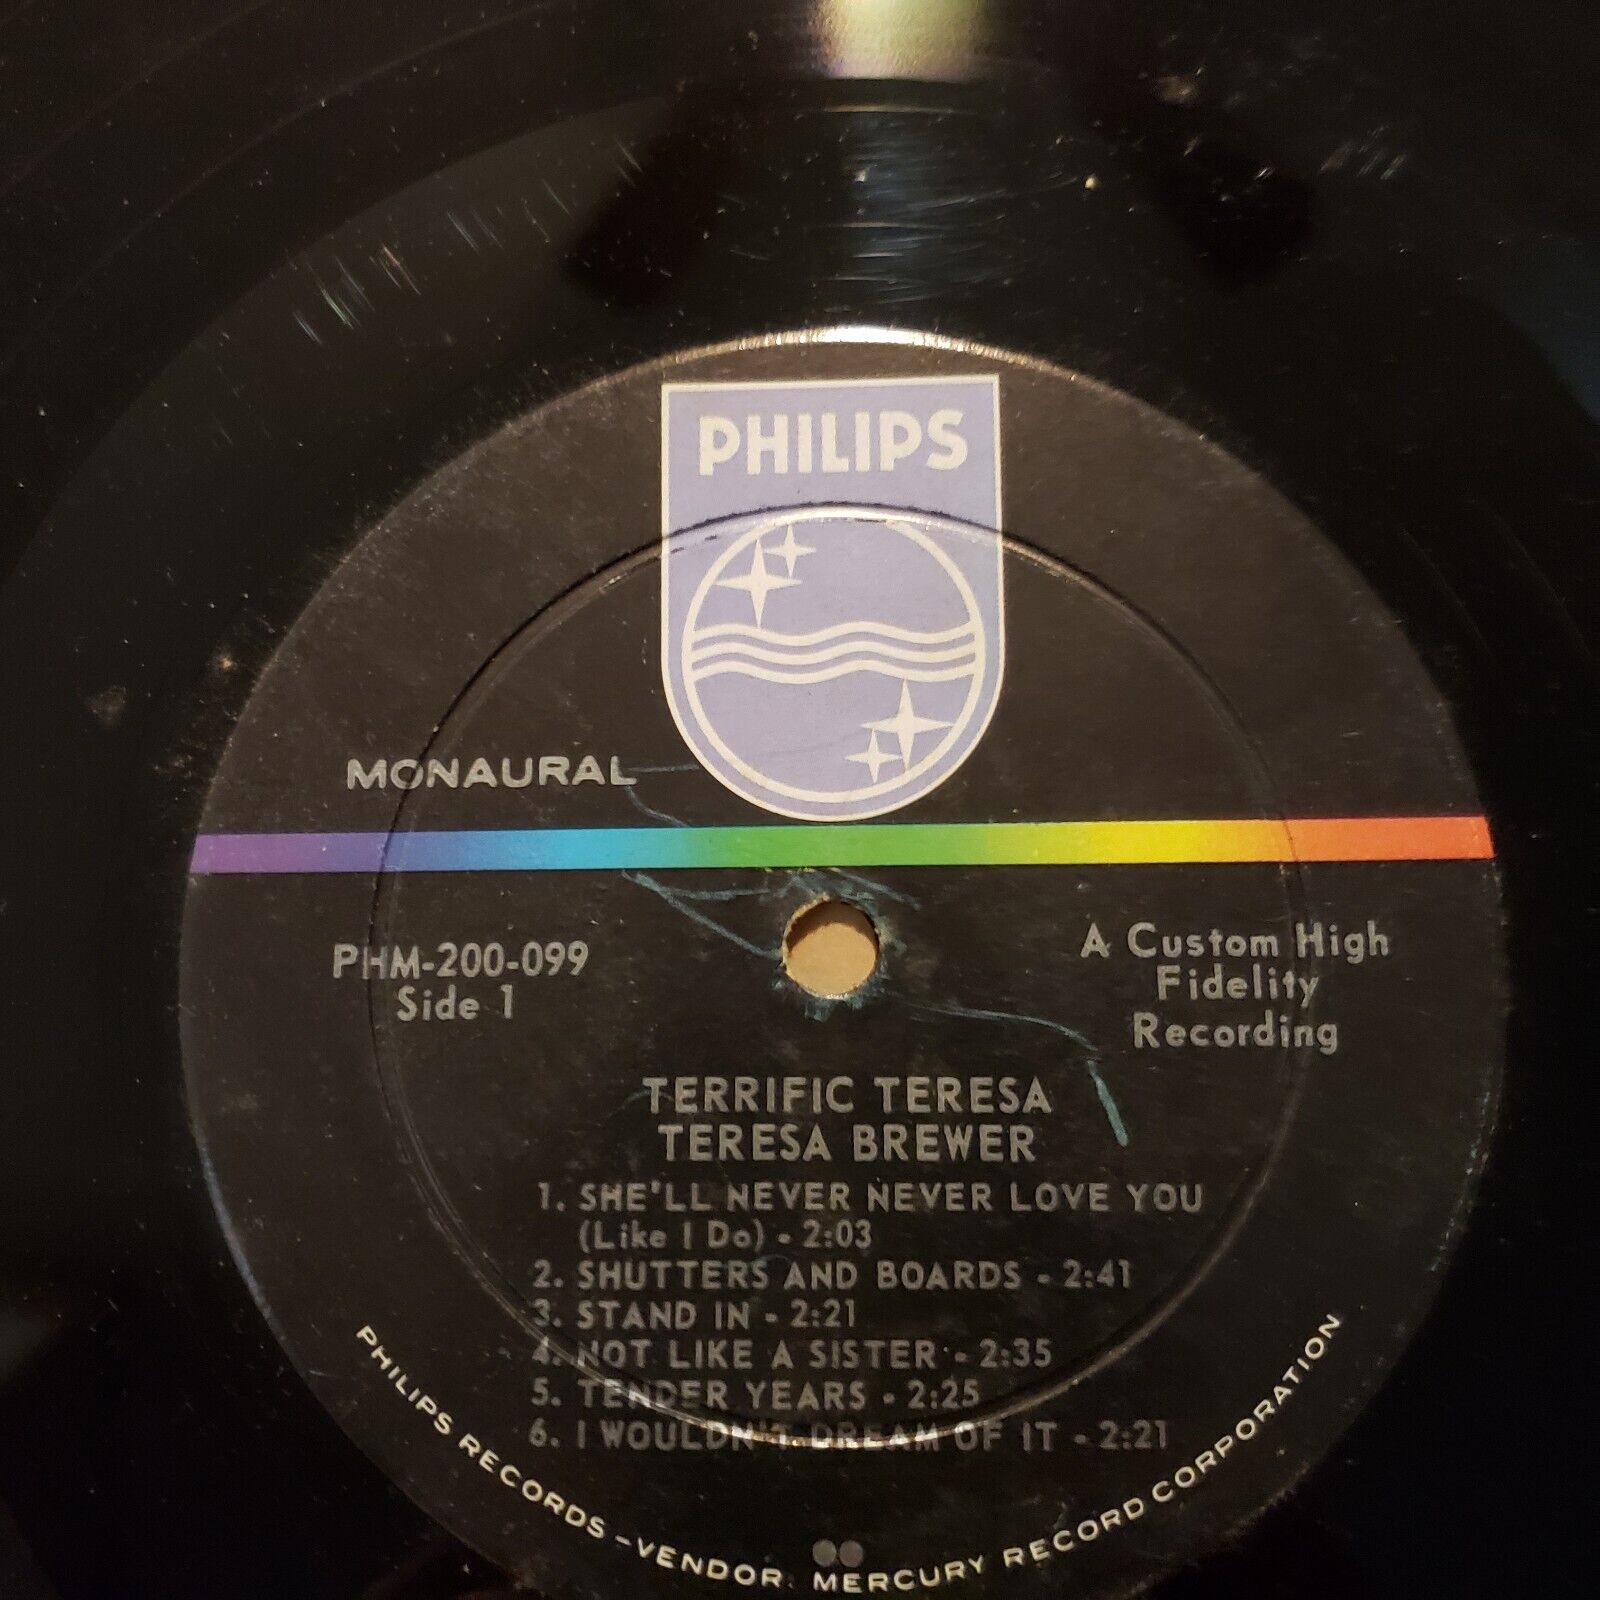 PHILIPS
MONAURAL
PHM-200-099
Side 1
A Custom High
Fidelity
Recording
TERRIFIC TERESA
TERESA BREWER
1. SHE'LL NEVER NEVER LOVE YOU
(Like I Do) - 2:03
2. SHUTTERS AND BOARDS - 2:41
3. STAND IN - 2:21
4. NOT LIKE A SISTER - 2:35
5. TENDER YEARS - 2:25
6. I WOULDN'T DREAM OF IT - 2:21
PHILIPS RECORDS - VENDOR: MERCURY RECORD CORPORATION